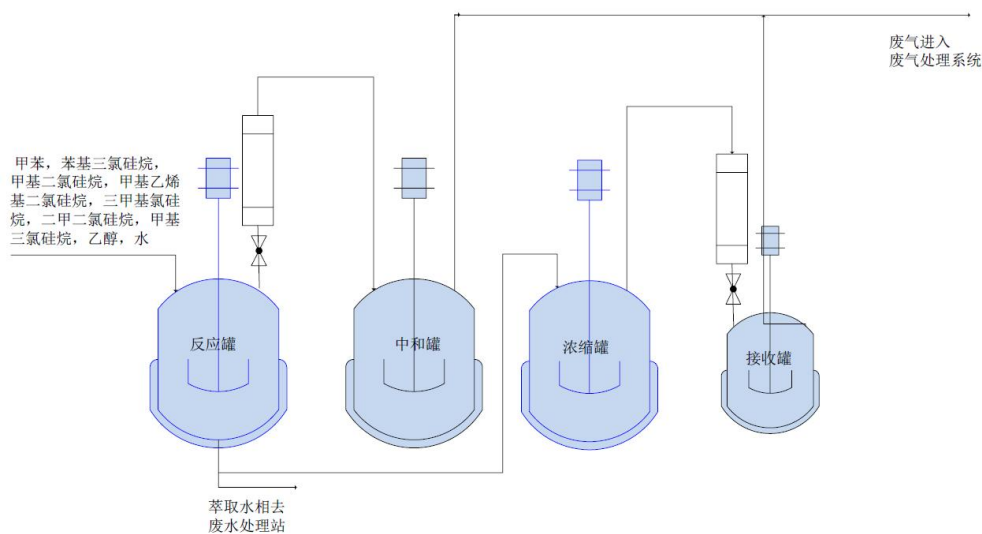 废气进入
废气处理系统
甲苯，苯基三氯硅烷，
甲基二氯硅烷，甲基乙烯
基二氯硅烷，三甲基氯硅
烷，二甲二氯硅烷，甲基
三氯硅烷，乙醇，水
反应罐
中和罐
浓缩罐
接收罐
萃取水相去
废水处理站